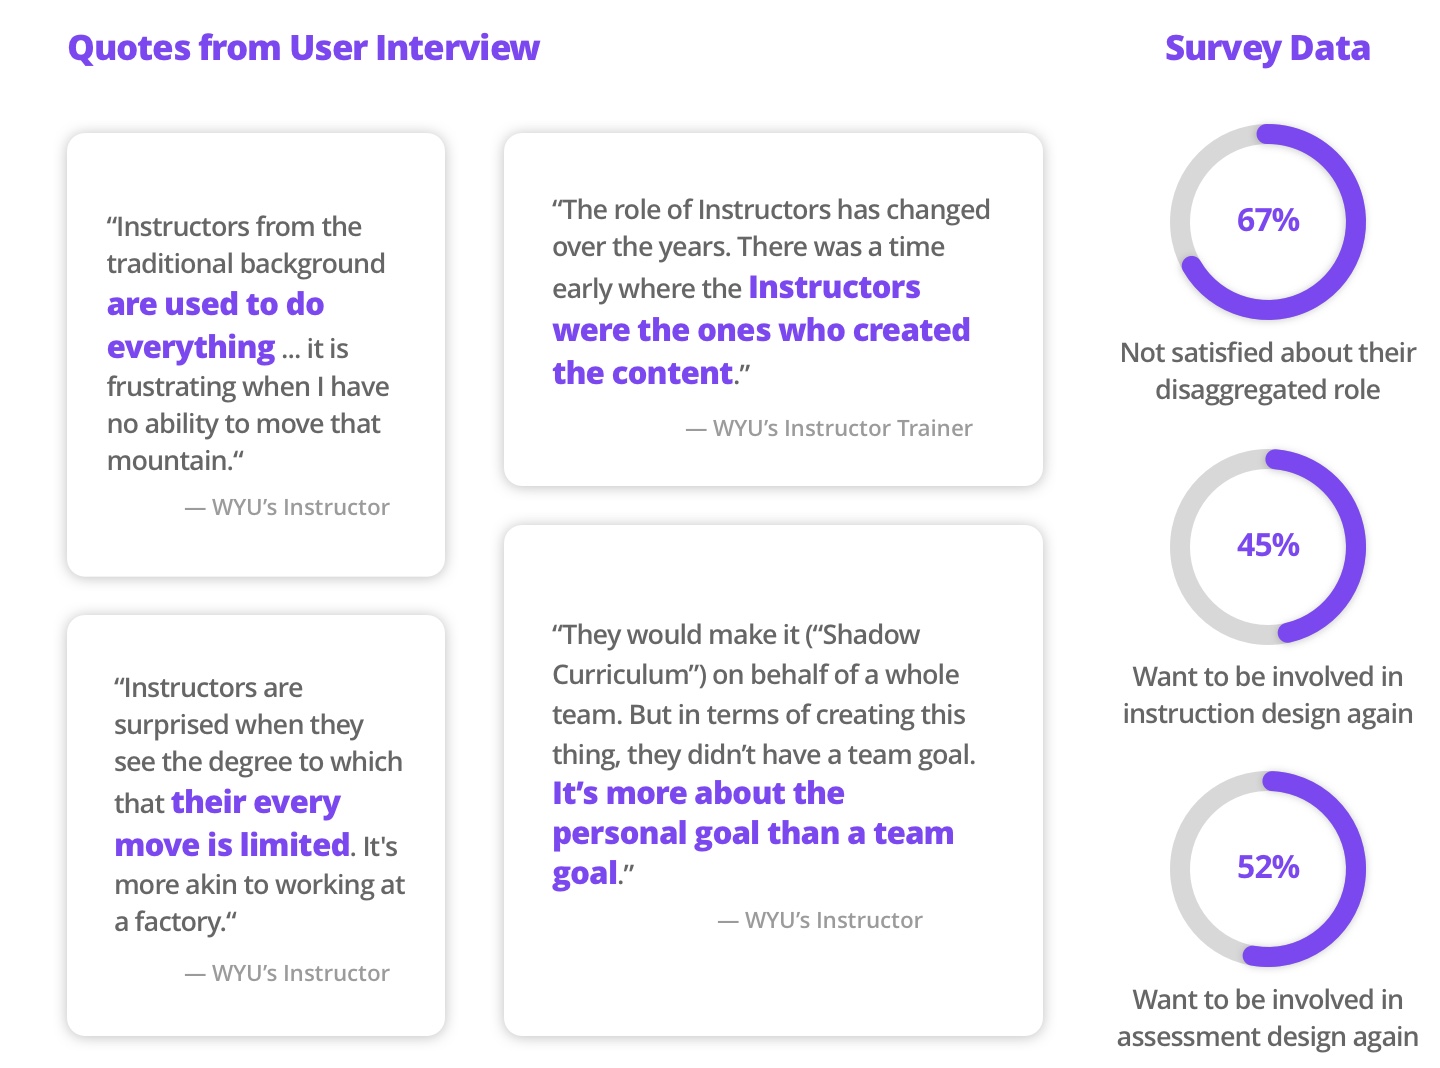 Quotes from User Interview
“Instructors from the
traditional background
are used to do
everything ... it is
frustrating when I have
no ability to move that
mountain.“
— WYU’s Instructor
“Instructors are
surprised when they
see the degree to which
that their every
move is limited. It's
more akin to working at
a factory.“
— WYU’s Instructor
“The role of Instructors has changed
over the years. There was a time
early where the Instructors
were the ones who created
the content.”
— WYU’s Instructor Trainer
“They would make it (“Shadow
Curriculum”) on behalf of a whole
team. But in terms of creating this
thing, they didn’t have a team goal.
It’s more about the
personal goal than a team
goal.”
— WYU’s Instructor
Survey Data
67%
Not satisfied about their
disaggregated role
45%
Want to be involved in
instruction design again
52%
Want to be involved in
assessment design again